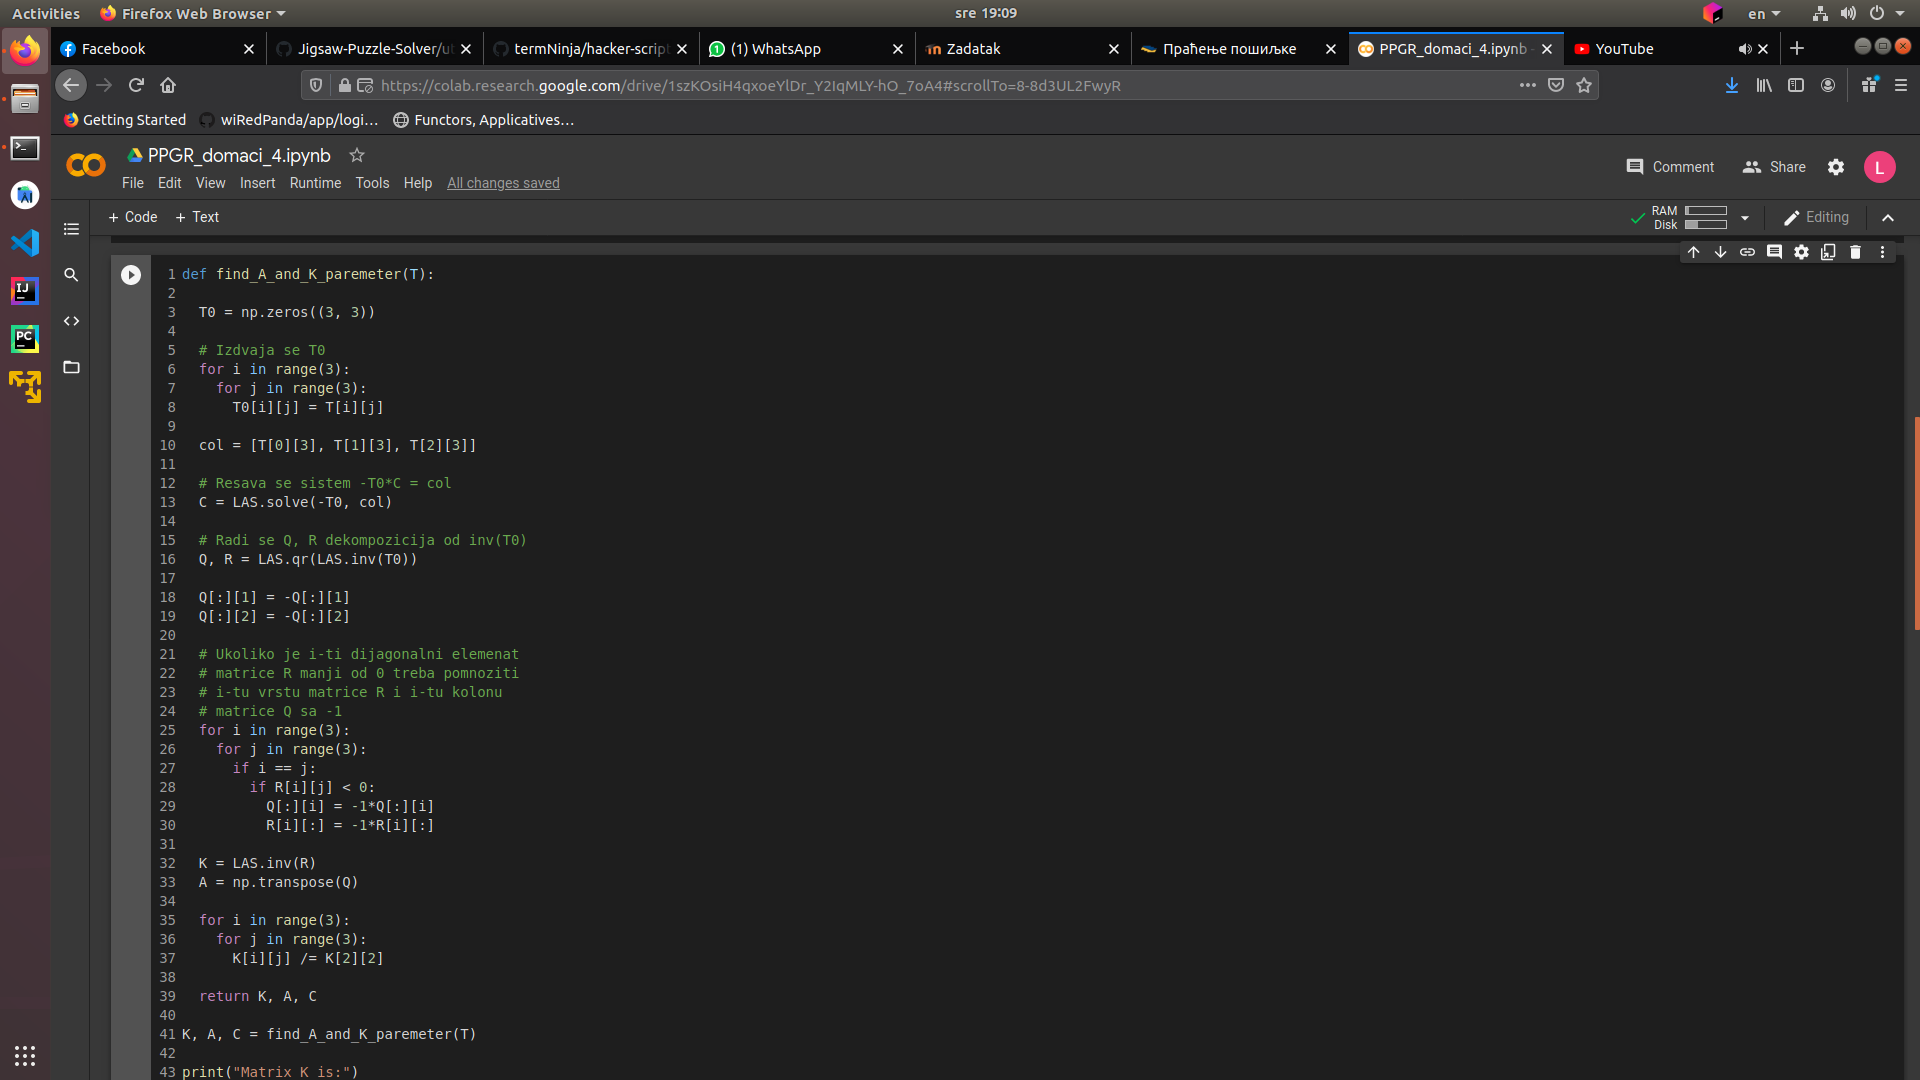 Activities
Firefox Web Browser
sre 19:09
en
Facebook
Jigsaw-Puzzle-Solver/ut
termNinja/hacker-script
(1) WhatsApp
Zadatak
Праћење пошиљке
PPGR_domaci_4.ipynb -
YouTube
https://colab.research.google.com/drive/1szKOsiH4qxoeYlDr_Y2IqMLY-hO_7oA4#scrollTo=8-8d3UL2FwyR
Getting Started
wiRedPanda/app/logi...
Functors, Applicatives...
PPGR_domaci_4.ipynb
File Edit View Insert Runtime Tools Help All changes saved
Comment
Share
L
+ Code + Text
RAM
Disk
Editing
1 def find_A_and_K_paremeter(T):
2
3 T0 = np.zeros((3, 3))
4
5 # Izdvaja se T0
6 for i in range(3):
7 for j in range(3):
8 T0[i][j] = T[i][j]
9
10 col = [T[0][3], T[1][3], T[2][3]]
11
12 # Resava se sistem -T0*C = col
13 C = LAS.solve(-T0, col)
14
15 # Radi se Q, R dekompozicija od inv(T0)
16 Q, R = LAS.qr(LAS.inv(T0))
17
18 Q[:][1] = -Q[:][1]
19 Q[:][2] = -Q[:][2]
20
21 # Ukoliko je i-ti dijagonalni elemenat
22 # matrice R manji od 0 treba pomnoziti
23 # i-tu vrstu matrice R i i-tu kolonu
24 # matrice Q sa -1
25 for i in range(3):
26 for j in range(3):
27 if i == j:
28 if R[i][j] < 0:
29 Q[:][i] = -1*Q[:][i]
30 R[i][:] = -1*R[i][:]
31
32 K = LAS.inv(R)
33 A = np.transpose(Q)
34
35 for i in range(3):
36 for j in range(3):
37 K[i][j] /= K[2][2]
38
39 return K, A, C
40
41 K, A, C = find_A_and_K_paremeter(T)
42
43 print("Matrix K is:")